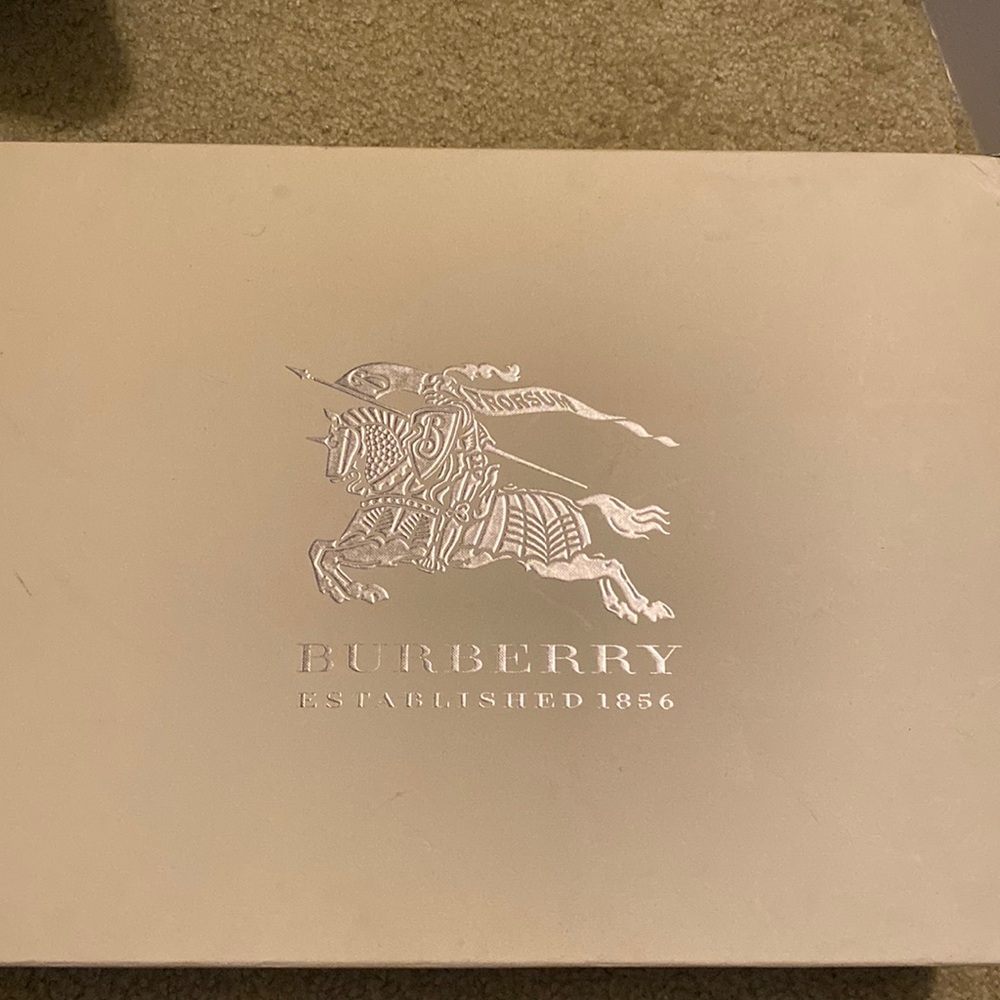 B
PRORSUM
B
BURBERRY
ESTABLISHED 1856